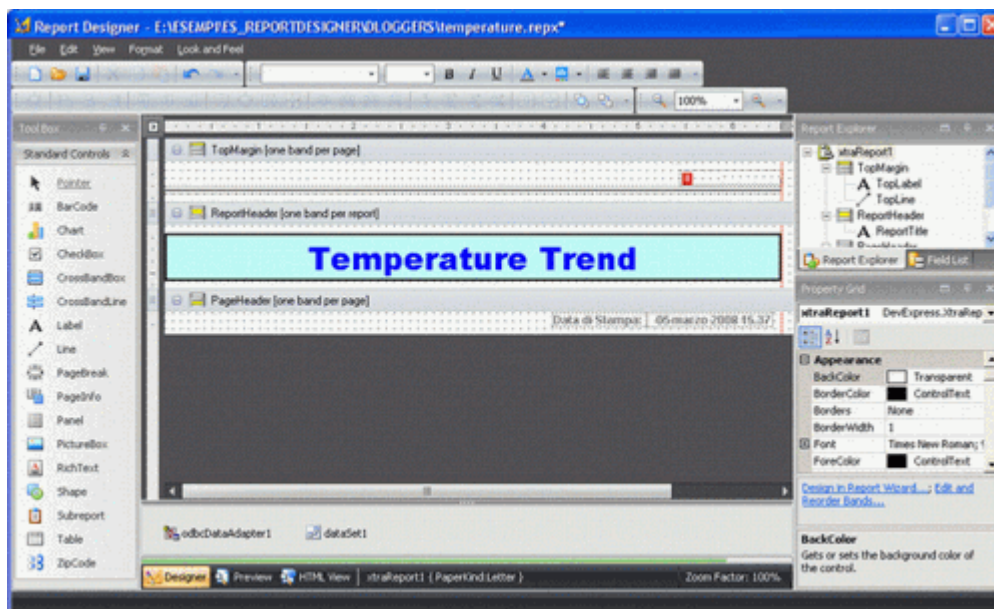 Report Designer - E:\ESEMPI\ES_REPORTDESIGNER\DLOGGERS\temperature.repx*
File Edit View Format Look and Feel
B I U A 
100%
Tool Box
Standard Controls
Pointer
BarCode
Chart
CheckBox
CrossBandBox
CrossBandLine
Label
Line
PageBreak
PageInfo
Panel
PictureBox
RichText
Shape
Subreport
Table
ZipCode
TopMargin [one band per page]
ReportHeader [one band per report]
Temperature Trend
PageHeader [one band per page]
Data di Stampa: 05 marzo 2008 15.37
odbcDataAdapter1 dataSet1
Designer Preview HTML View xtraReport1 { PaperKind:Letter } Zoom Factor: 100%
Report Explorer
xtraReport1
TopMargin
TopLabel
TopLine
ReportHeader
ReportTitle
PageHeader
Report Explorer Field List
Property Grid
xtraReport1 DevExpress.XtraRep
Appearance
BackColor Transparent
BorderColor ControlText
Borders None
BorderWidth 1
Font Times New Roman;
ForeColor ControlText
Design in Report Wizard...; Edit and
Reorder Bands...
BackColor
Gets or sets the background color of
the control.